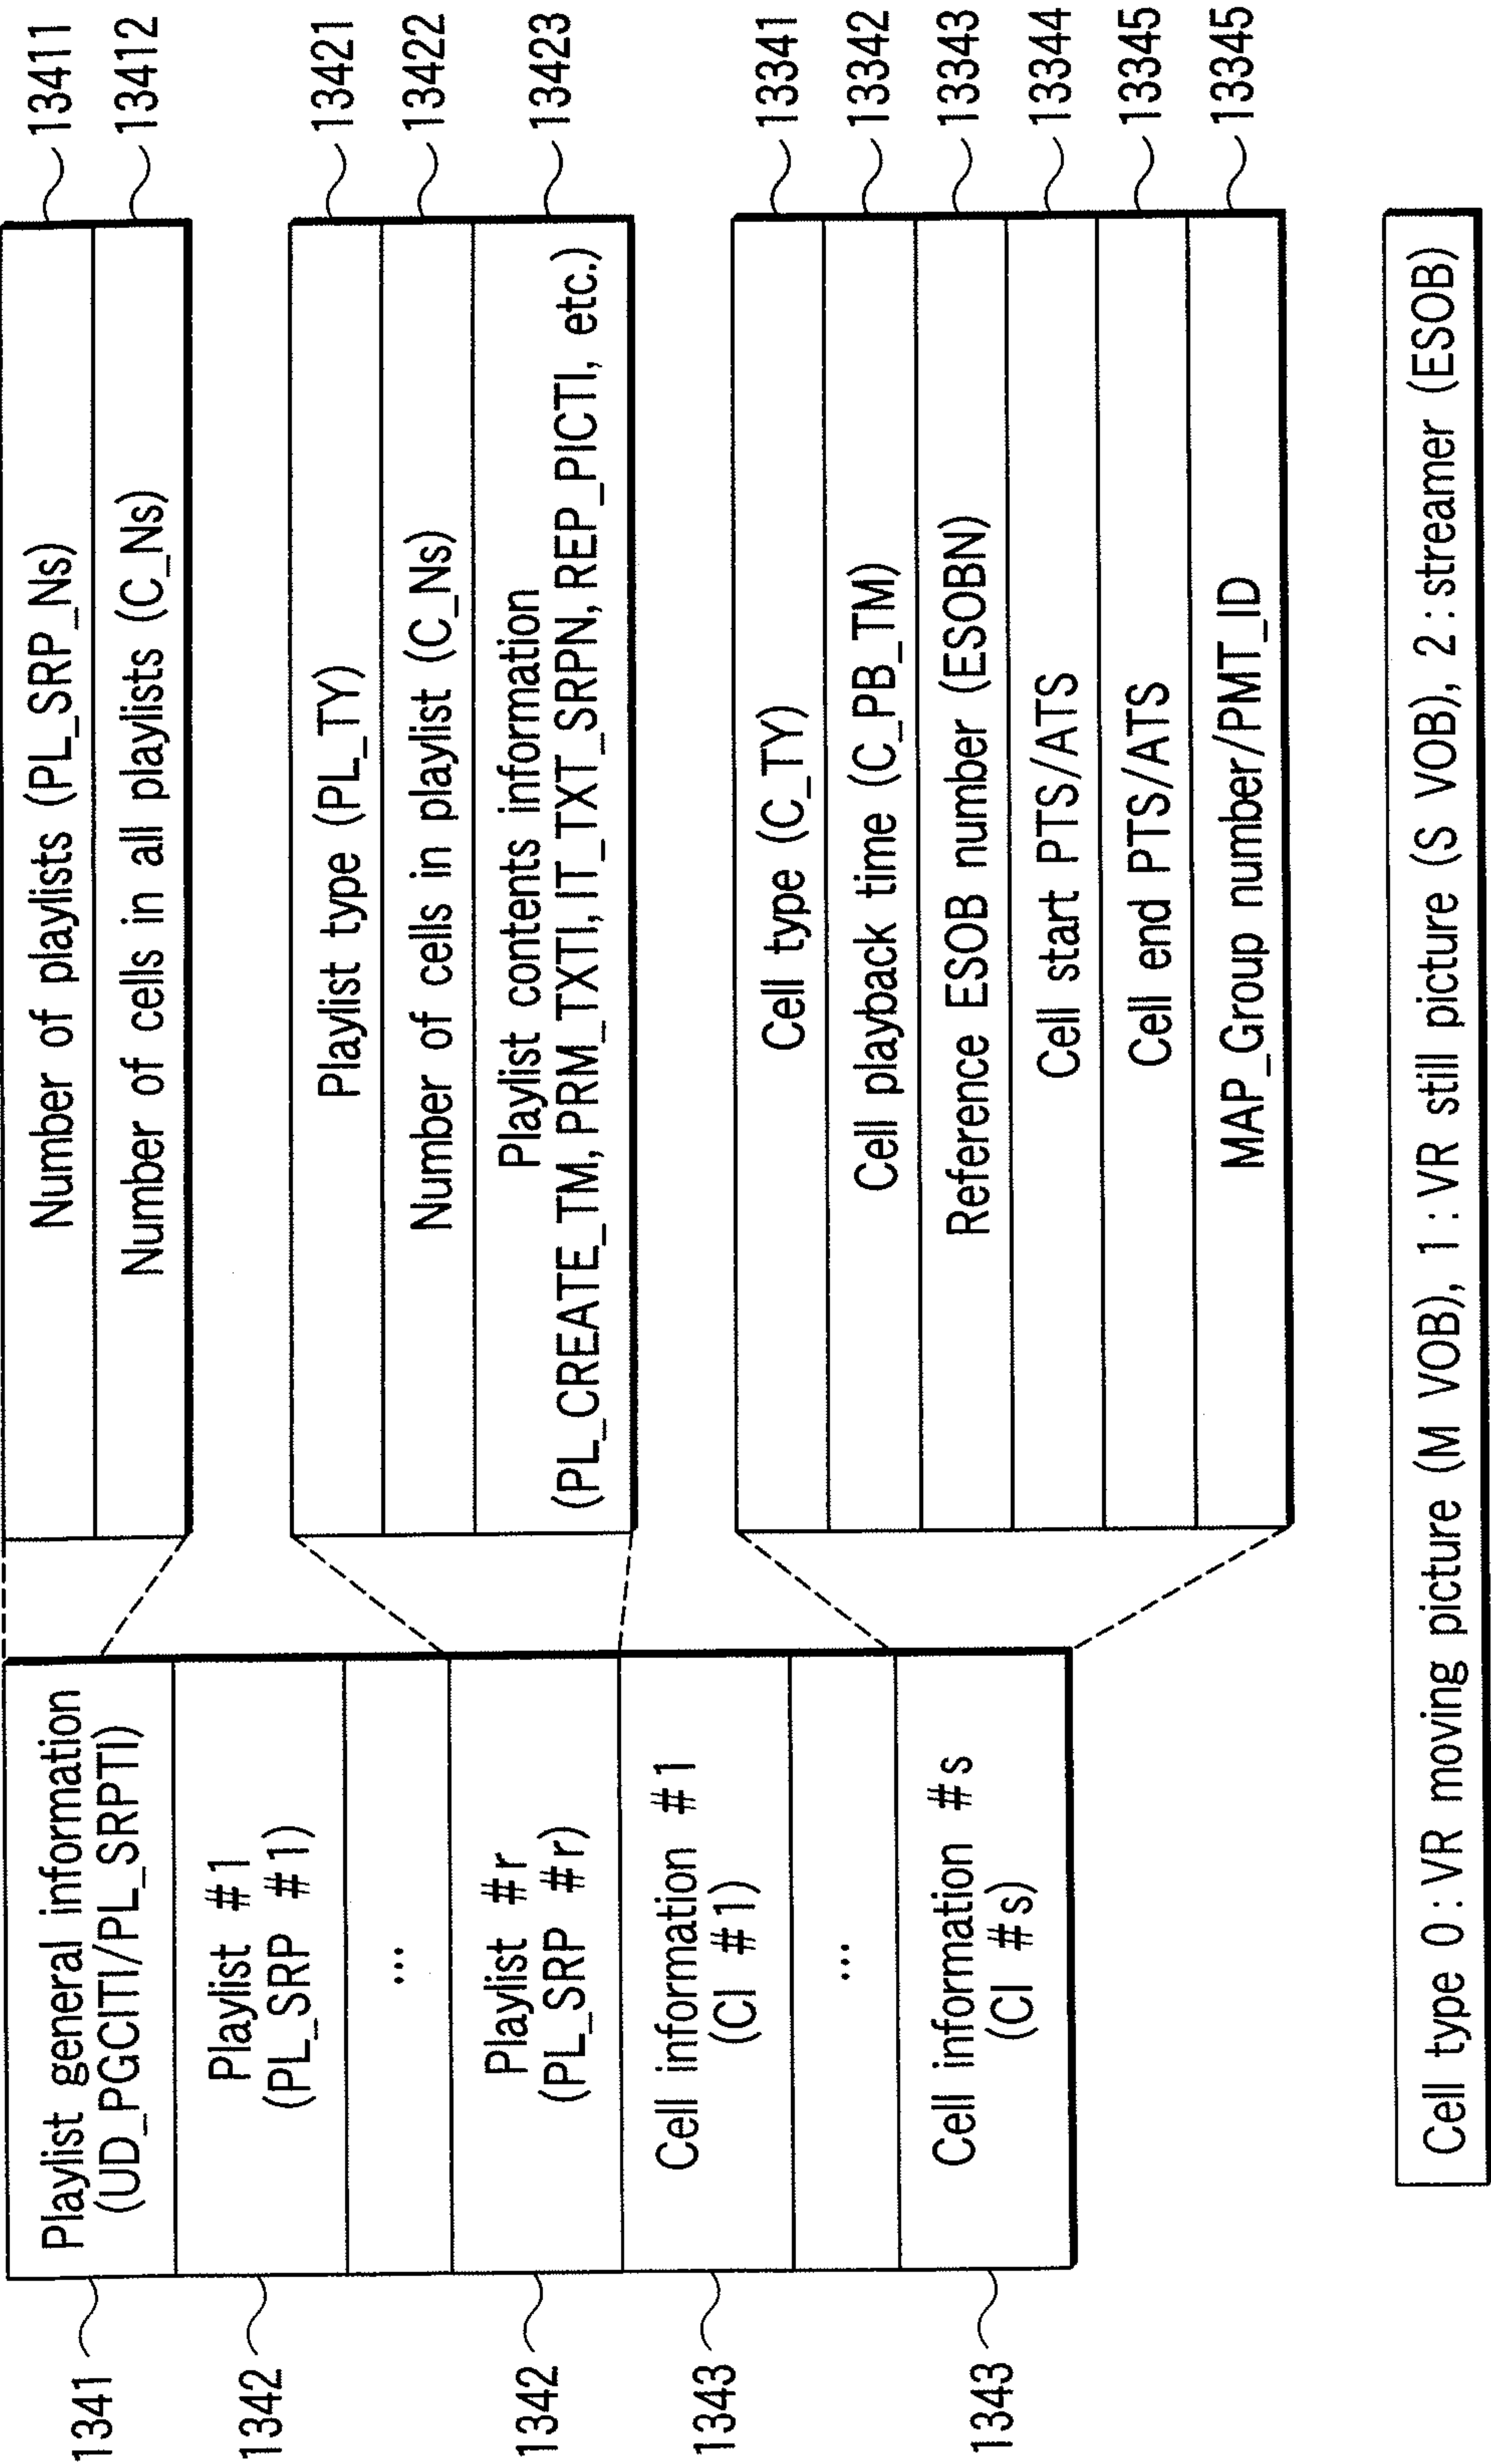 1341
Playlist general information
(UD_PGCITI/PL_SRPTI)
1342
Playlist #1
(PL_SRP #1)
...
1342
Playlist #r
(PL_SRP #r)
1343
Cell information #1
(CI #1)
...
1343
Cell information #s
(CI #s)
Number of playlists (PL_SRP_Ns)
13411
Number of cells in all playlists (C_Ns)
13412
Playlist type (PL_TY)
13421
Number of cells in playlist (C_Ns)
13422
Playlist contents information
(PL_CREATE_TM, PRM_TXTI, IT_TXT_SRPN, REP_PICTI, etc.)
13423
Cell type (C_TY)
13341
Cell playback time (C_PB_TM)
13342
Reference ESOB number (ESOBN)
13343
Cell start PTS/ATS
13344
Cell end PTS/ATS
13345
MAP_Group number/PMT_ID
13345
Cell type 0 : VR moving picture (M VOB), 1 : VR still picture (S VOB), 2 : streamer (ESOB)